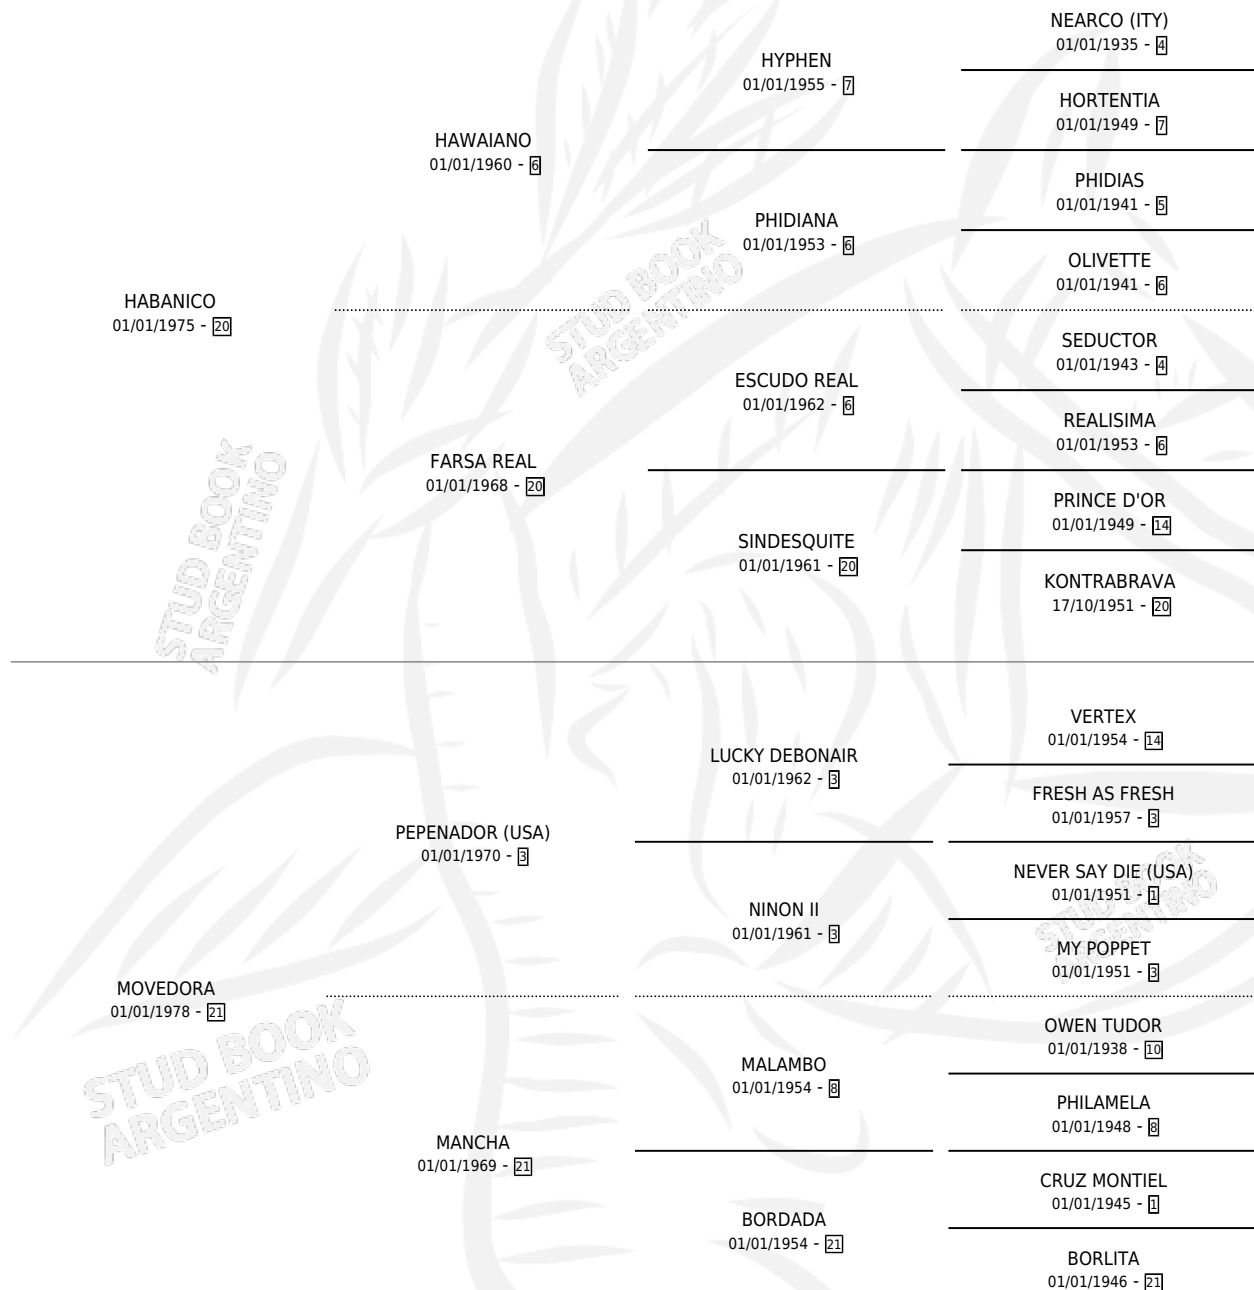 NEARCO (ITY)
01/01/1935 - 4
HYPHEN
01/01/1955 - 7
HORTENTIA
01/01/1949 - 7
HAWAIANO
01/01/1960 - 6
PHIDIAS
01/01/1941 - 5
PHIDIANA
01/01/1953 - 6
OLIVETTE
01/01/1941 - 6
HABANICO
01/01/1975 - 20
SEDUCTOR
01/01/1943 - 4
ESCUDO REAL
01/01/1962 - 6
REALISIMA
01/01/1953 - 6
FARSA REAL
01/01/1968 - 20
PRINCE D'OR
01/01/1949 - 14
SINDESQUITE
01/01/1961 - 20
KONTRABRAVA
17/10/1951 - 20
VERTEX
01/01/1954 - 14
LUCKY DEBONAIR
01/01/1962 - 3
FRESH AS FRESH
01/01/1957 - 3
PEPENADOR (USA)
01/01/1970 - 3
NEVER SAY DIE (USA)
01/01/1951 - 1
NINON II
01/01/1961 - 3
MY POPPET
01/01/1951 - 3
MOVEDORA
01/01/1978 - 21
OWEN TUDOR
01/01/1938 - 10
MALAMBO
01/01/1954 - 8
PHILAMELA
01/01/1948 - 8
MANCHA
01/01/1969 - 21
CRUZ MONTIEL
01/01/1945 - 1
BORDADA
01/01/1954 - 21
BORLITA
01/01/1946 - 21
STUD BOOK
ARGENTINO
STUD BOOK
ARGENTINO
STUD BOOK
ARGENTINO
STUD BOOK
ARGENTINO